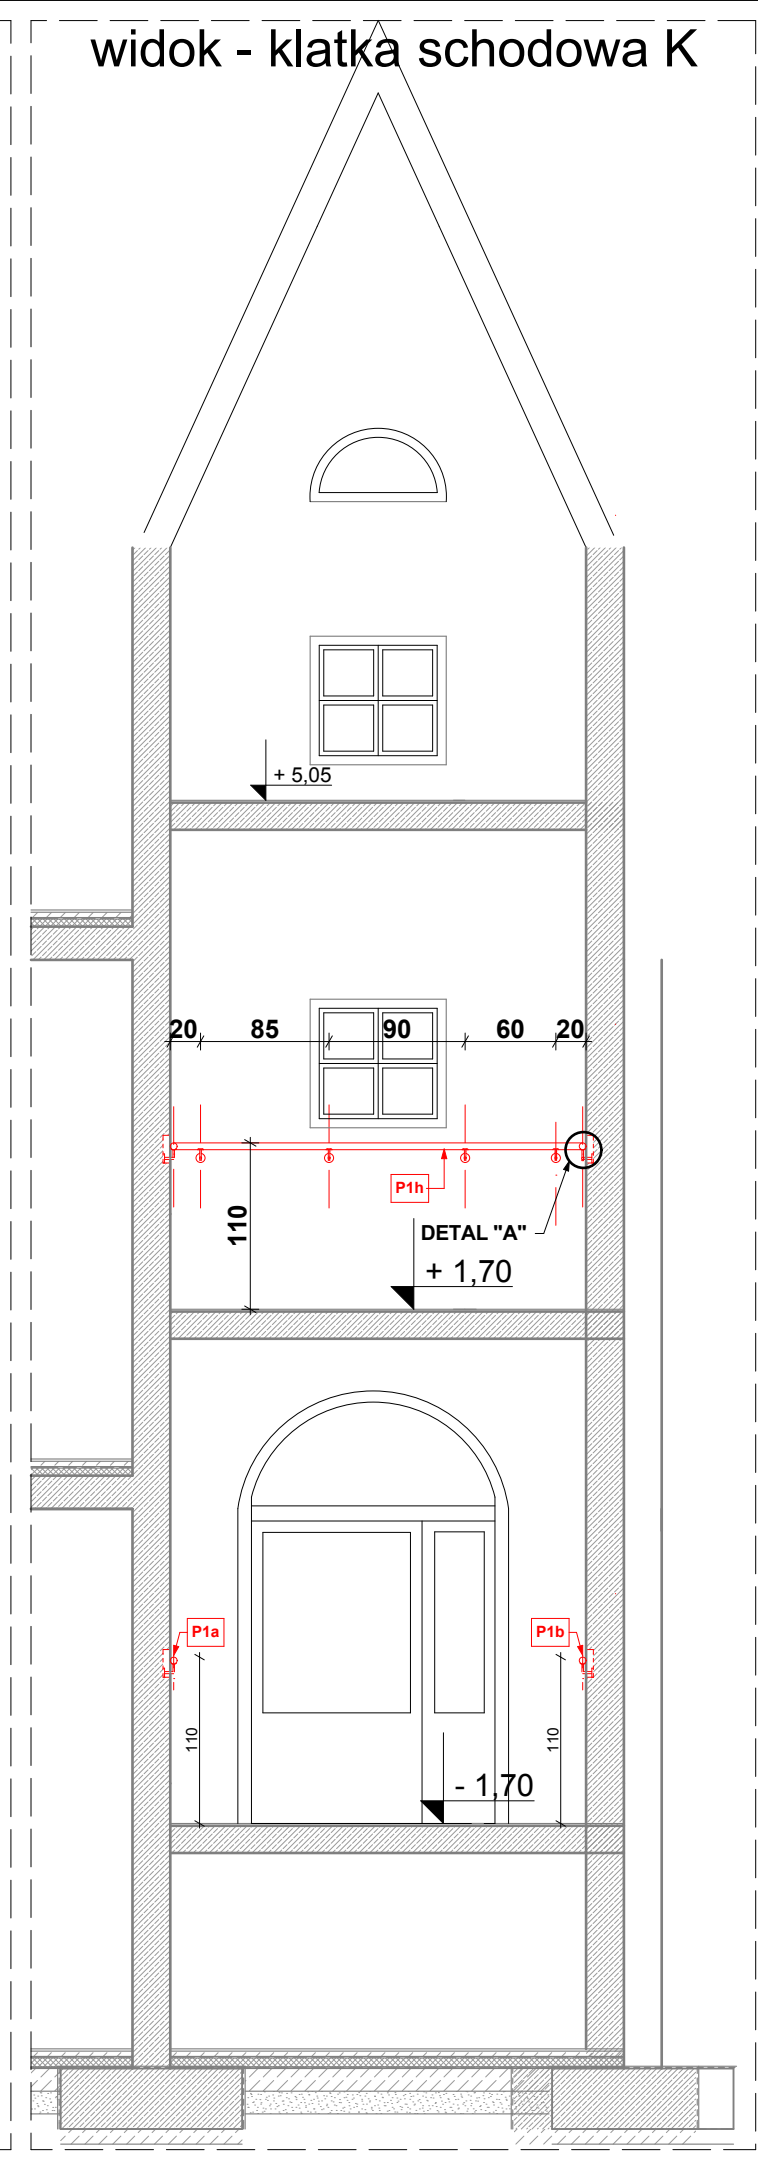 widok - klatka schodowa K
+ 5,05
20 85 90 60 20
P1h
110
DETAL "A"
+ 1,70
P1a P1b
110 110
- 1,70